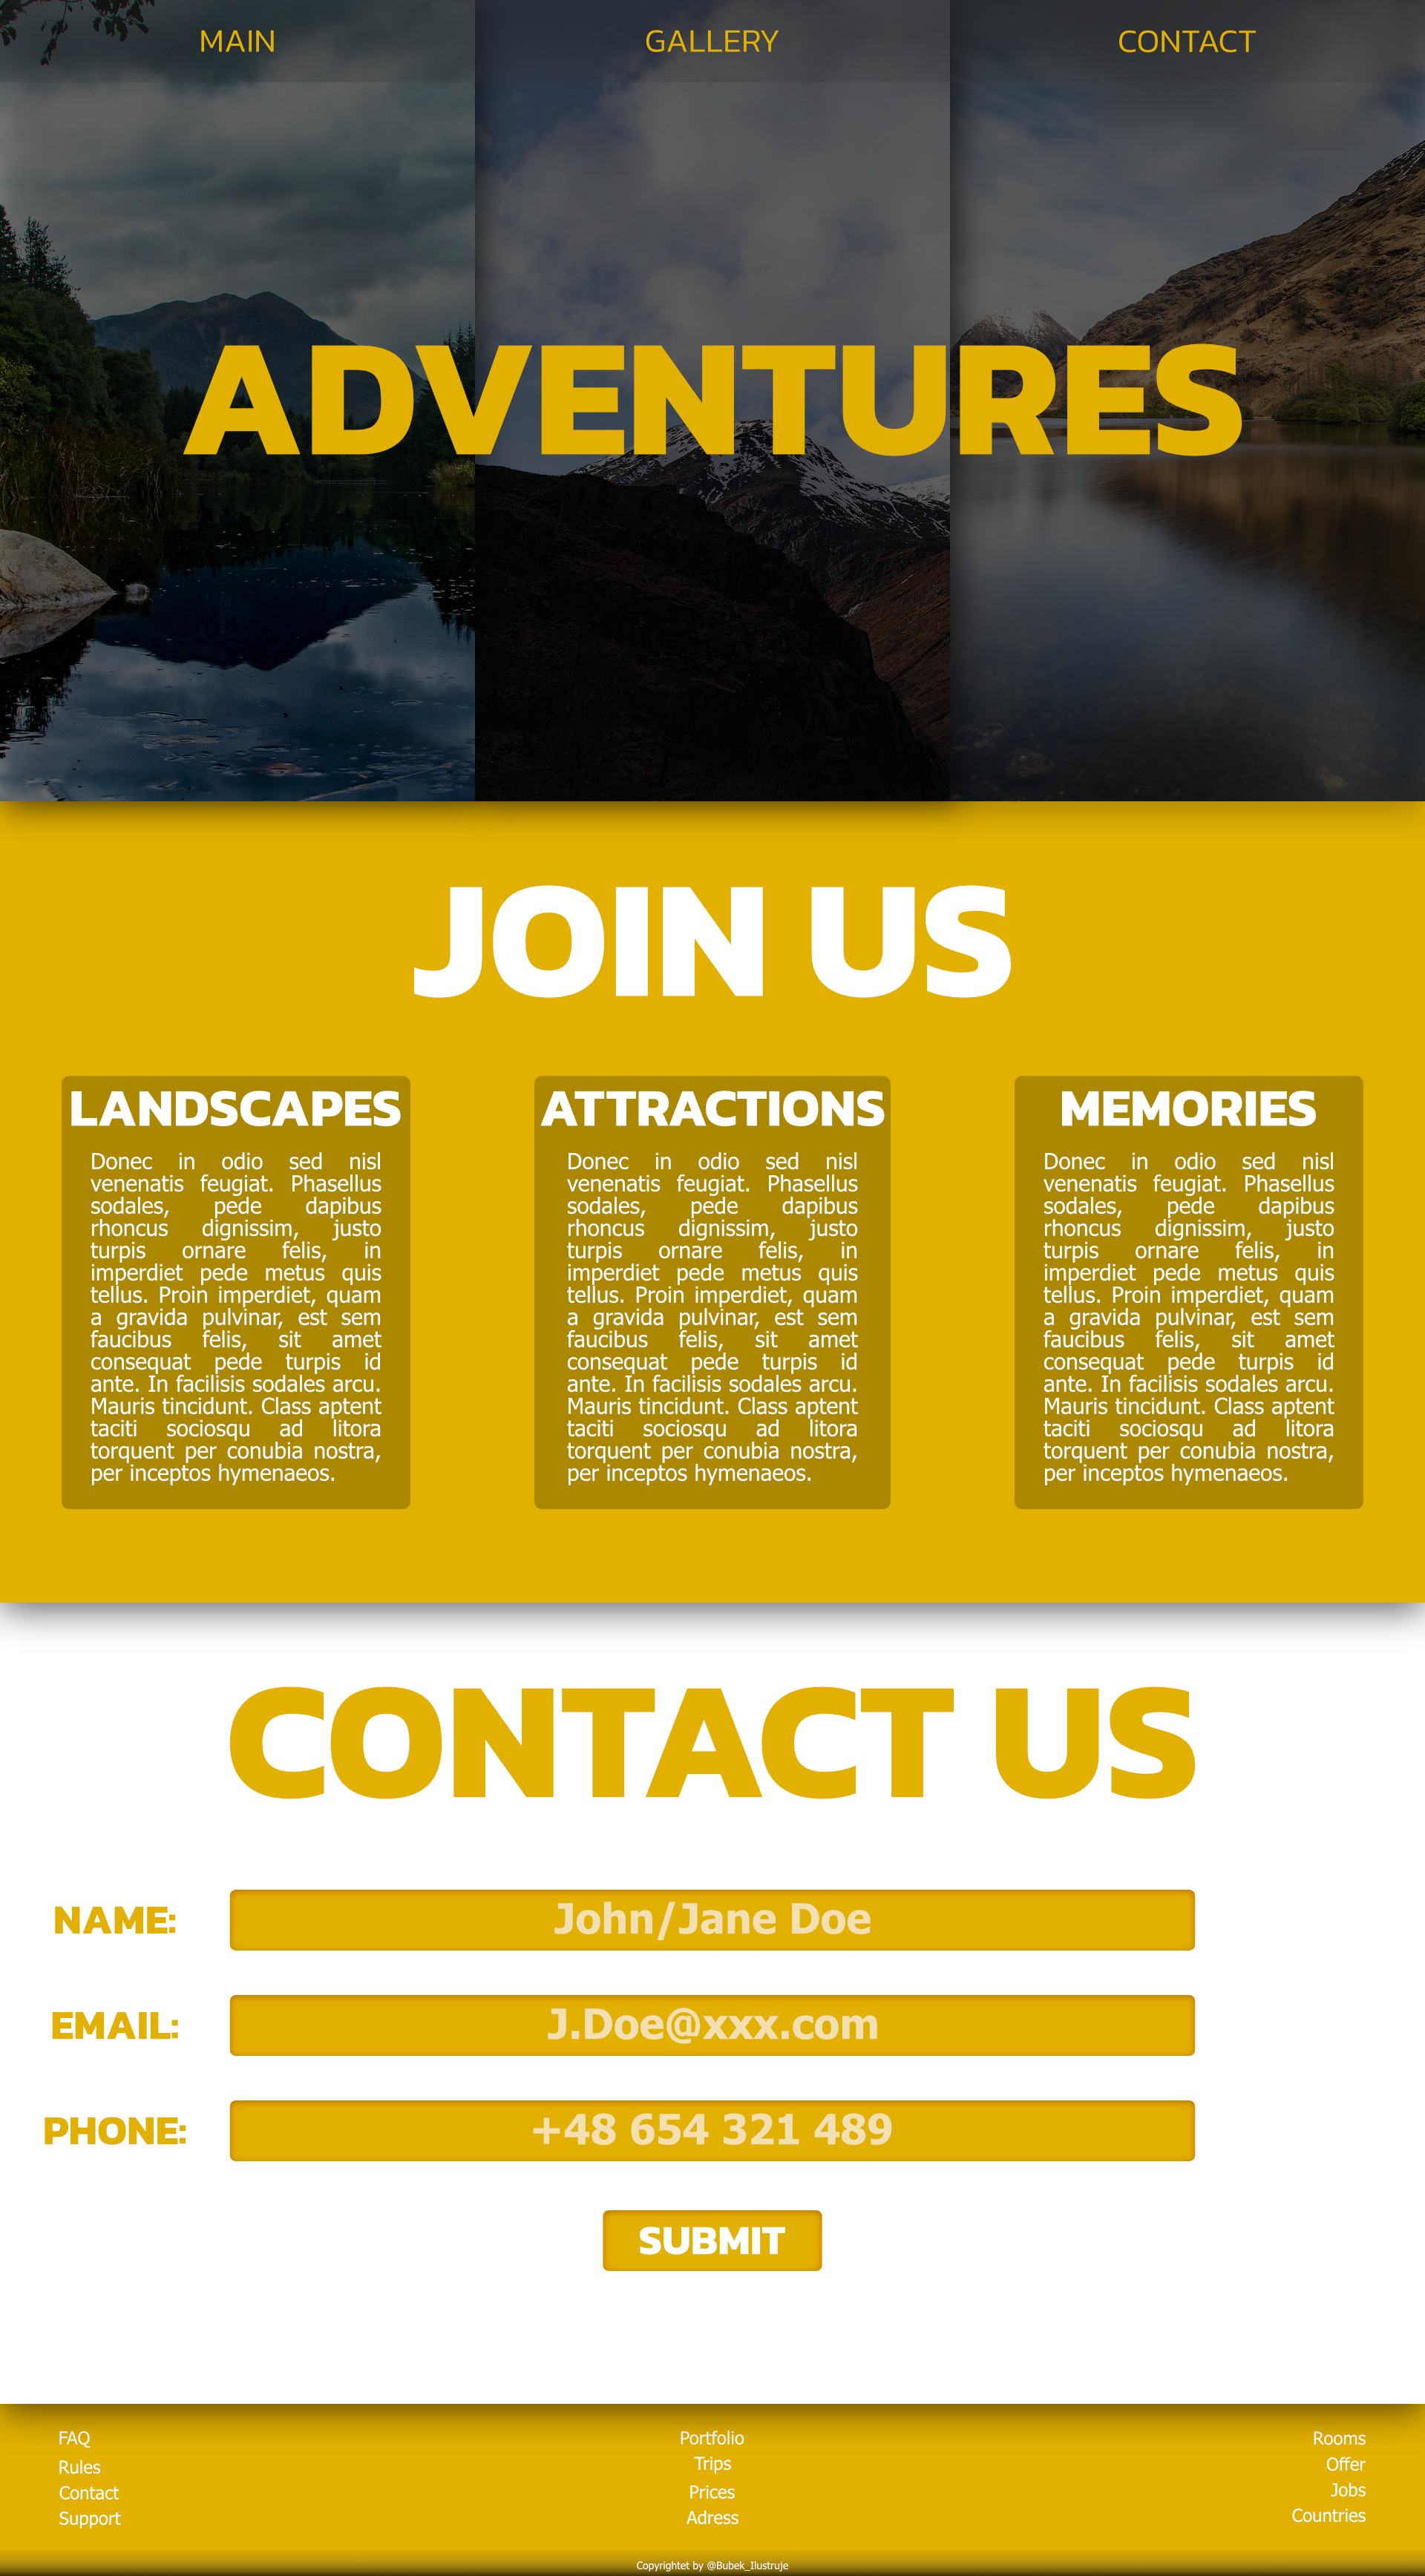 MAIN
GALLERY
CONTACT
ADVENTURES
JOIN US
LANDSCAPES
Donec in odio sed nisl
venenatis feugiat. Phasellus
sodales, pede dapibus
rhoncus dignissim, justo
turpis ornare felis, in
imperdiet pede metus quis
tellus. Proin imperdiet, quam
a gravida pulvinar, est sem
faucibus felis, sit amet
consequat pede turpis id
ante. In facilisis sodales arcu.
Mauris tincidunt. Class aptent
taciti sociosqu ad litora
torquent per conubia nostra,
per inceptos hymenaeos.
ATTRACTIONS
Donec in odio sed nisl
venenatis feugiat. Phasellus
sodales, pede dapibus
rhoncus dignissim, justo
turpis ornare felis, in
imperdiet pede metus quis
tellus. Proin imperdiet, quam
a gravida pulvinar, est sem
faucibus felis, sit amet
consequat pede turpis id
ante. In facilisis sodales arcu.
Mauris tincidunt. Class aptent
taciti sociosqu ad litora
torquent per conubia nostra,
per inceptos hymenaeos.
MEMORIES
Donec in odio sed nisl
venenatis feugiat. Phasellus
sodales, pede dapibus
rhoncus dignissim, justo
turpis ornare felis, in
imperdiet pede metus quis
tellus. Proin imperdiet, quam
a gravida pulvinar, est sem
faucibus felis, sit amet
consequat pede turpis id
ante. In facilisis sodales arcu.
Mauris tincidunt. Class aptent
taciti sociosqu ad litora
torquent per conubia nostra,
per inceptos hymenaeos.
CONTACT US
NAME:
John/Jane Doe
EMAIL:
J.Doe@xxx.com
PHONE:
+48 654 321 489
SUBMIT
FAQ
Rules
Contact
Support
Portfolio
Trips
Prices
Adress
Rooms
Offer
Jobs
Countries
Copyrightet by @Bubek_Ilustruje